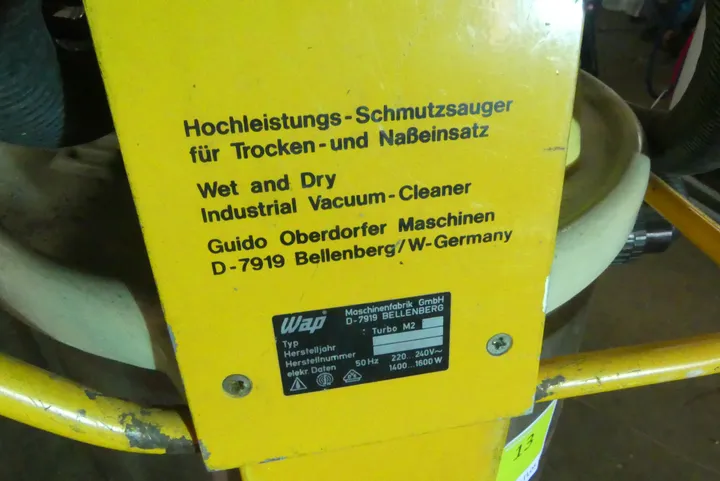 Hochleistungs-Schmutzsauger
für Trocken-und Naßeinsatz
Wet and Dry
Industrial Vacuum-Cleaner
Guido Oberdorfer Maschinen
D-7919 Bellenberg/W-Germany
Wap Maschinenfabrik GmbH
D-7919 BELLENBERG
Typ : Turbo M2
Herstelljahr
Herstellnummer
elekr. Daten 50 Hz 220...240V~
1400...1600 W
13